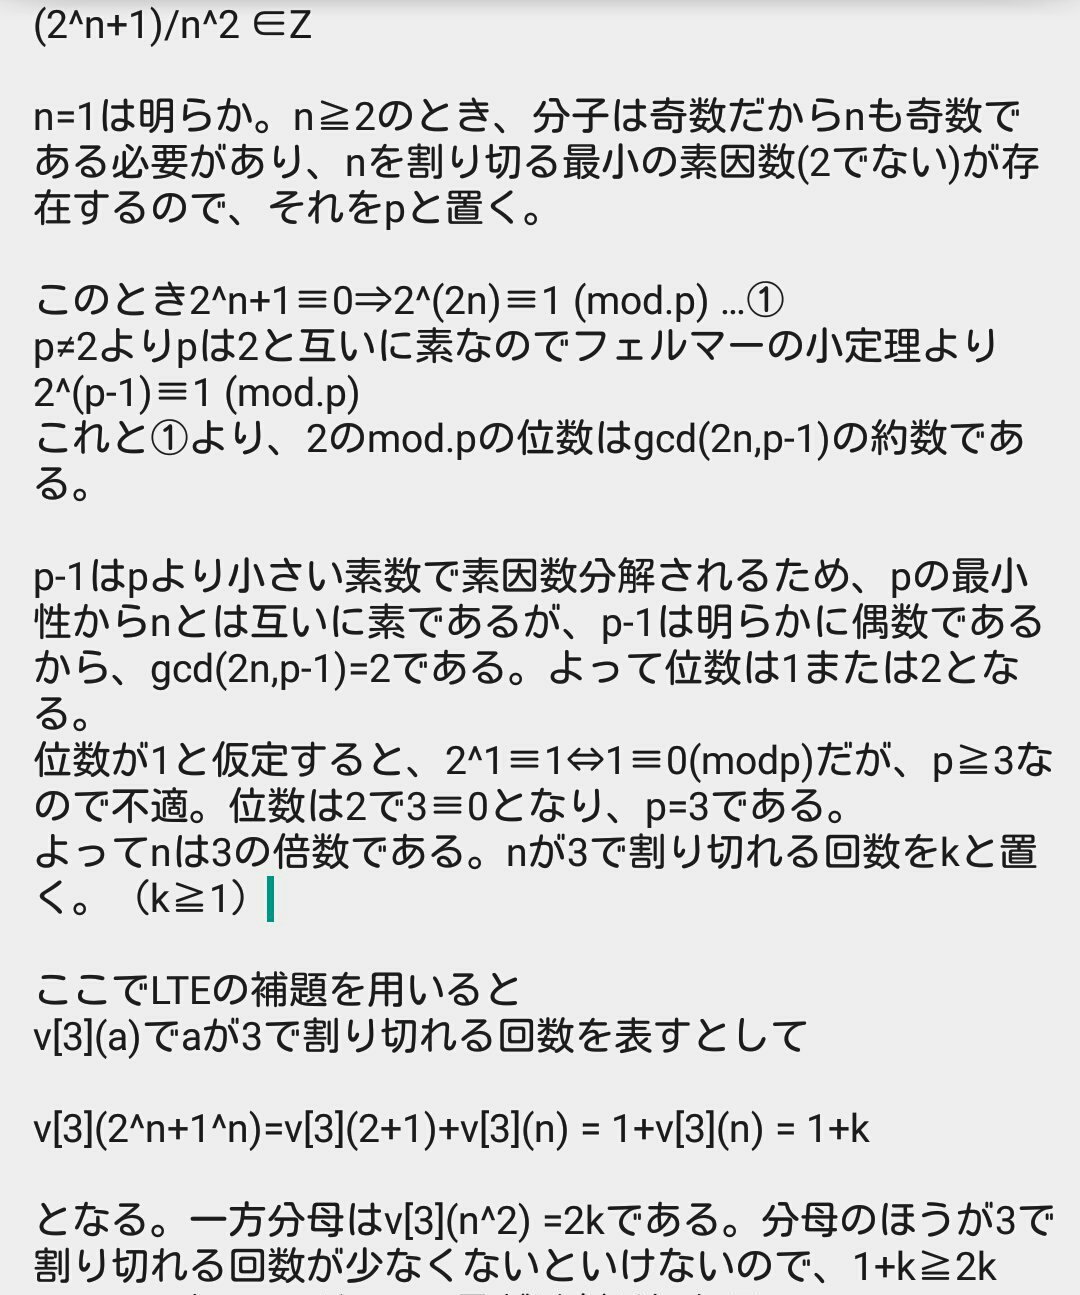 (2^n+1)/n^2 ∈Z
n=1は明らか。n≧2のとき、分子は奇数だからnも奇数で
ある必要があり、nを割り切る最小の素因数(2でない)が存
在するので、それをpと置く。
このとき2^n+1≡0⇒2^(2n)≡1 (mod.p) ...①
p≠2よりpは2と互いに素なのでフェルマーの小定理より
2^(p-1)≡1 (mod.p)
これと①より、2のmod.pの位数はgcd(2n,p-1)の約数であ
る。
p-1はpより小さい素数で素因数分解されるため、pの最小
性からnとは互いに素であるが、p-1は明らかに偶数である
から、gcd(2n,p-1)=2である。よって位数は1または2とな
る。
位数が1と仮定すると、2^1≡1⇔1≡0(modp)だが、p≧3な
ので不適。位数は2で3≡0となり、p=3である。
よってnは3の倍数である。nが3で割り切れる回数をkと置
く。（k≧1）
ここでLTEの補題を用いると
v[3](a)でaが3で割り切れる回数を表すとして
v[3](2^n+1^n)=v[3](2+1)+v[3](n) = 1+v[3](n) = 1+k
となる。一方分母はv[3](n^2) =2kである。分母のほうが3で
割り切れる回数が少なくないといけないので、1+k≧2k